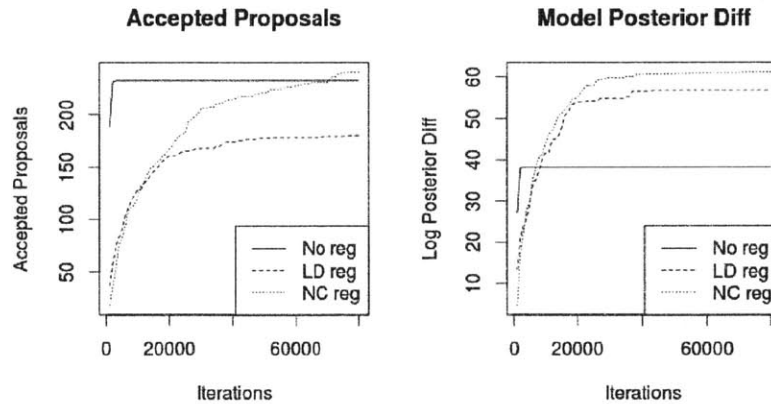 Accepted Proposals
Accepted Proposals
50
100
150
200
No reg
LD reg
NC reg
0
20000
60000
Iterations
Model Posterior Diff
Log Posterior Diff
10
20
30
40
50
60
No reg
LD reg
NC reg
0
20000
60000
Iterations